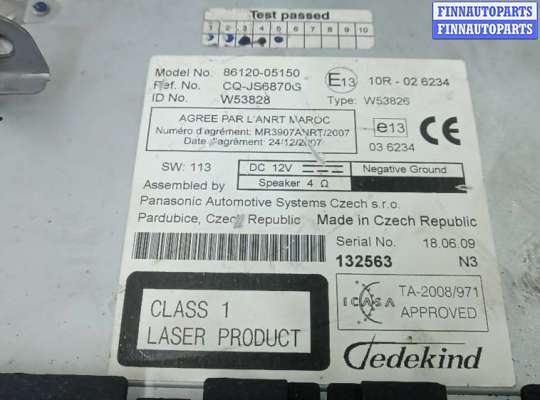 FINNAUTOPARTS
FINNAUTOPARTS
FINNAUTOPARTS
Test passed
1 2 3 4 5 6 7 8 9 10
Model No. 86120-05150
Ref. No. CQ-JS6870G
ID No. W53828
E13 10R - 02 6234
Type: W53826
AGREE PAR L'ANRT MAROC
Numéro d'agrément: MR3907ANRT/2007
Date d'agrément: 24/12/2007
e13
03 6234
CE
SW: 113
DC 12V
Negative Ground
Speaker 4 Ω
Assembled by
Panasonic Automotive Systems Czech s.r.o.
Pardubice, Czech Republic
Made in Czech Republic
Serial No. 18.06.09
132563 N3
CLASS 1
LASER PRODUCT
ICASA
TA-2008/971
APPROVED
Tedekind